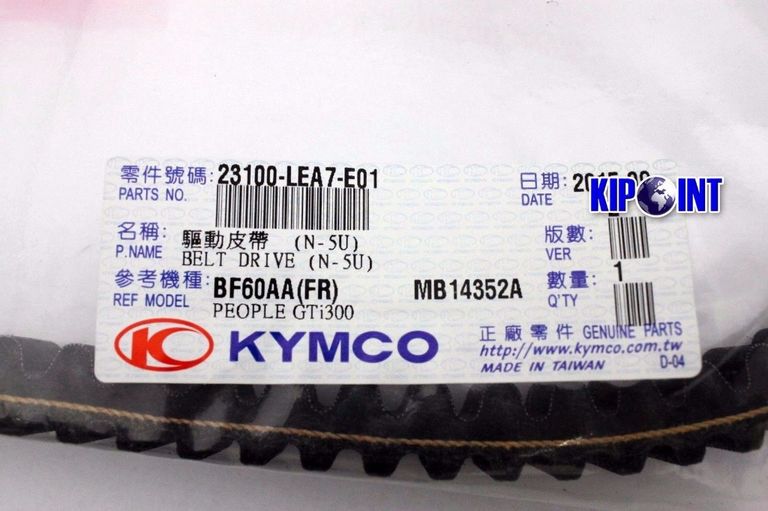 零件號碼: 23100-LEA7-E01
PARTS NO.
日期:
DATE
KIPOINT
名稱: 驅動皮帶 (N-5U)
P.NAME BELT DRIVE (N-5U)
版數:
VER
參考機種: BF60AA(FR) MB14352A
REF MODEL PEOPLE GTi300
數量: 1
Q'TY
KYMCO
正廠零件 GENUINE PARTS
http://www.kymco.com.tw
MADE IN TAIWAN D-04